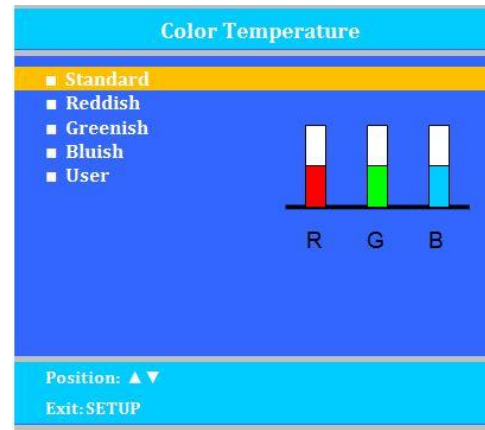 Color Temperature
■ Standard
■ Reddish
■ Greenish
■ Bluish
■ User
R G B
Position: ▲▼
Exit:SETUP